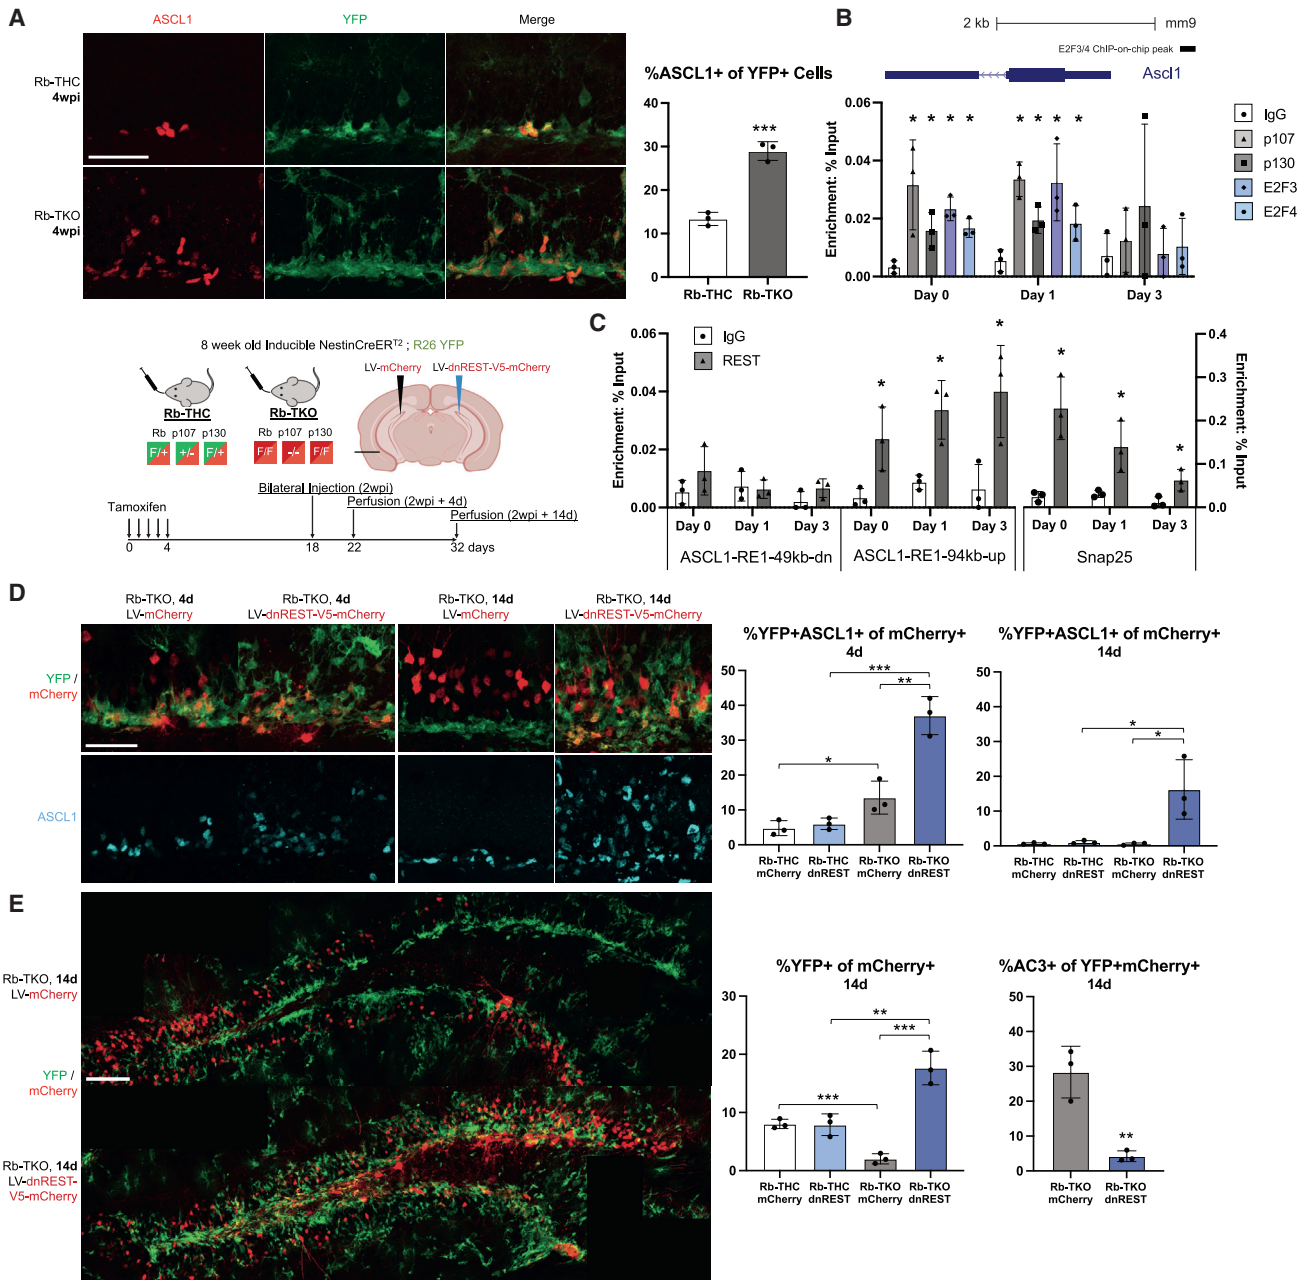 A
ASCL1
YFP
Merge
Rb-THC
4wpi
Rb-TKO
4wpi
%ASCL1+ of YFP+ Cells
40
30
20
10
0
***
Rb-THC
Rb-TKO
B
2 kb
mm9
E2F3/4 ChIP-on-chip peak
Ascl1
Enrichment: % Input
0.06
0.04
0.02
0.00
* * * *
* * * *
Day 0
Day 1
Day 3
IgG
p107
p130
E2F3
E2F4
8 week old Inducible NestinCreERT2 ; R26 YFP
Rb-THC
Rb p107 p130
F/+ +/- F/+
Rb-TKO
Rb p107 p130
F/F -/- F/F
LV-mCherry
LV-dnREST-V5-mCherry
Tamoxifen
Bilateral Injection (2wpi)
Perfusion (2wpi + 4d)
Perfusion (2wpi + 14d)
0 4 18 22 32 days
C
Enrichment: % Input
0.06
0.04
0.02
0.00
IgG
REST
* * * * * *
0.4
0.3
0.2
0.1
0.0
Enrichment: % Input
Day 0 Day 1 Day 3
Day 0 Day 1 Day 3
Day 0 Day 1 Day 3
ASCL1-RE1-49kb-dn
ASCL1-RE1-94kb-up
Snap25
D
Rb-TKO, 4d
LV-mCherry
Rb-TKO, 4d
LV-dnREST-V5-mCherry
Rb-TKO, 14d
LV-mCherry
Rb-TKO, 14d
LV-dnREST-V5-mCherry
YFP /
mCherry
ASCL1
%YFP+ASCL1+ of mCherry+
4d
50
40
30
20
10
0
***
**
*
Rb-THC mCherry
Rb-THC dnREST
Rb-TKO mCherry
Rb-TKO dnREST
%YFP+ASCL1+ of mCherry+
14d
50
40
30
20
10
0
*
*
Rb-THC mCherry
Rb-THC dnREST
Rb-TKO mCherry
Rb-TKO dnREST
E
Rb-TKO, 14d
LV-mCherry
YFP /
mCherry
Rb-TKO, 14d
LV-dnREST-
V5-mCherry
%YFP+ of mCherry+
14d
30
20
10
0
**
***
***
Rb-THC mCherry
Rb-THC dnREST
Rb-TKO mCherry
Rb-TKO dnREST
%AC3+ of YFP+mCherry+
14d
50
40
30
20
10
0
**
Rb-TKO mCherry
Rb-TKO dnREST